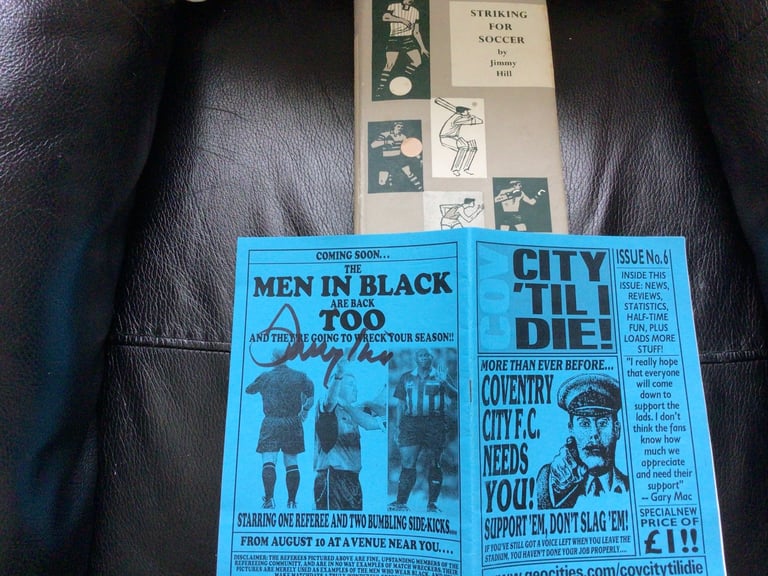 STRIKING
FOR
SOCCER
by
Jimmy
Hill
COMING SOON...
THE
MEN IN BLACK
ARE BACK
TOO
AND THEY'RE GOING TO WRECK YOUR SEASON!!
STARRING ONE REFEREE AND TWO BUMBLING SIDE-KICKS....
FROM AUGUST 10 AT A VENUE NEAR YOU....
DISCLAIMER: THE REFEREES PICTURED ABOVE ARE FINE, UPSTANDING MEMBERS OF THE
REFEREEING COMMUNITY, AND ARE IN NO WAY EXAMPLES OF MATCH WRECKERS. THEIR
PICTURES ARE MERELY USED AS EXAMPLES OF THE MEN WHO WEAR BLACK
COV
CITY
'TIL I
DIE!
ISSUE No.6
INSIDE THIS
ISSUE: NEWS,
REVIEWS,
STATISTICS,
HALF-TIME
FUN, PLUS
LOADS MORE
STUFF!
"I really hope
that everyone
will come
down to
support the
lads. I don't
think the fans
know how
much we
appreciate
and need their
support"
— Gary Mac
SPECIAL NEW
PRICE OF
£1!!
MORE THAN EVER BEFORE...
COVENTRY
CITY F.C.
NEEDS
YOU!
SUPPORT 'EM, DON'T SLAG 'EM!
IF YOU'VE STILL GOT A VOICE LEFT WHEN YOU LEAVE THE
STADIUM, YOU HAVEN'T DONE YOUR JOB PROPERLY...
www.geocities.com/covcitytilidie